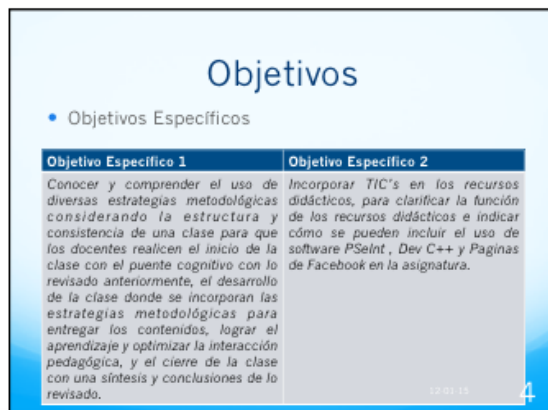 Objetivos
• Objetivos Específicos
Objetivo Específico 1
Conocer y comprender el uso de
diversas estrategias metodológicas
considerando la estructura y
consistencia de una clase para que
los docentes realicen el inicio de la
clase con el puente cognitivo con lo
revisado anteriormente, el desarrollo
de la clase donde se incorporan las
estrategias metodológicas para
entregar los contenidos, lograr el
aprendizaje y optimizar la interacción
pedagógica, y el cierre de la clase
con una síntesis y conclusiones de lo
revisado.
Objetivo Específico 2
Incorporar TIC's en los recursos
didácticos, para clarificar la función
de los recursos didácticos e indicar
cómo se pueden incluir el uso de
software PSeInt , Dev C++ y Paginas
de Facebook en la asignatura.
4